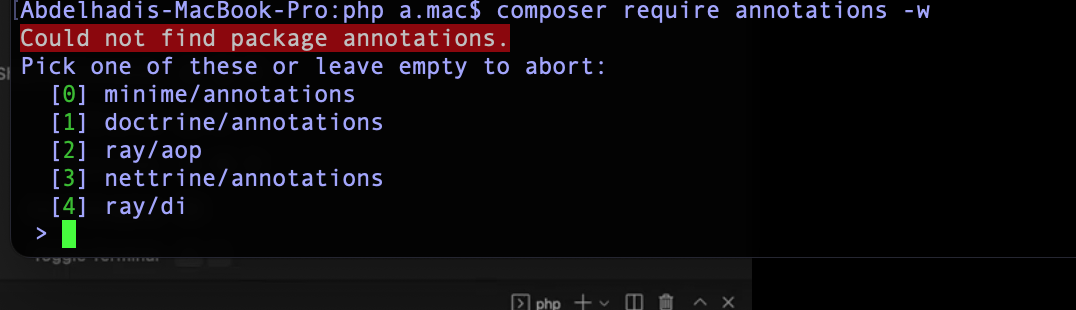 [Abdelhadis-MacBook-Pro:php a.mac$ composer require annotations -w
Could not find package annotations.
Pick one of these or leave empty to abort:
[0] minime/annotations
[1] doctrine/annotations
[2] ray/aop
[3] nettrine/annotations
[4] ray/di
>
Toggle Terminal
php